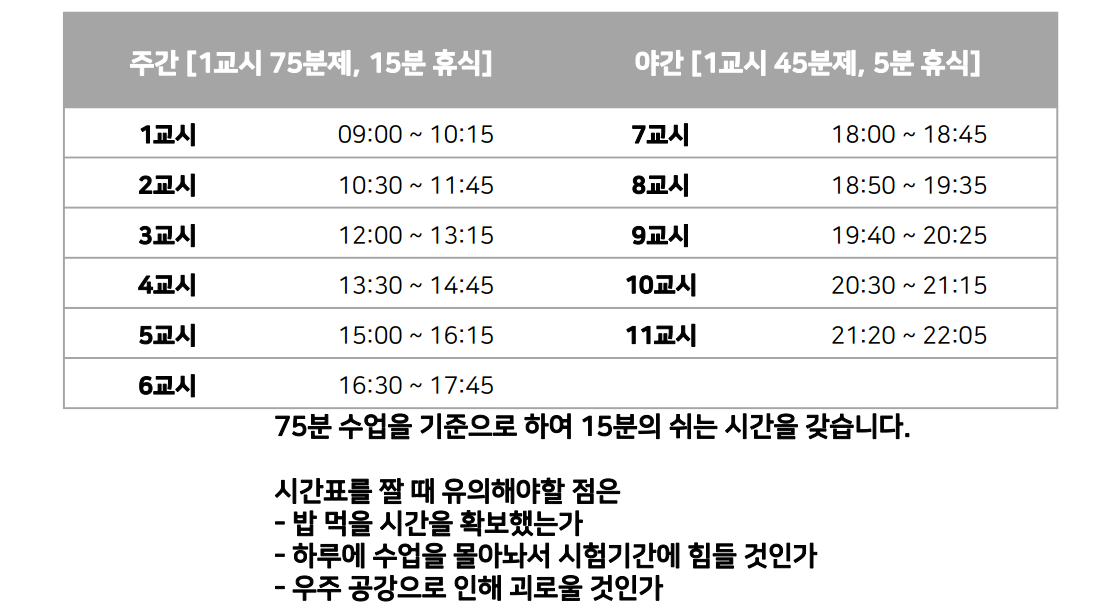 주간 [1교시 75분제, 15분 휴식] 야간 [1교시 45분제, 5분 휴식]
1교시 09:00 ~ 10:15 7교시 18:00 ~ 18:45
2교시 10:30 ~ 11:45 8교시 18:50 ~ 19:35
3교시 12:00 ~ 13:15 9교시 19:40 ~ 20:25
4교시 13:30 ~ 14:45 10교시 20:30 ~ 21:15
5교시 15:00 ~ 16:15 11교시 21:20 ~ 22:05
6교시 16:30 ~ 17:45
75분 수업을 기준으로 하여 15분의 쉬는 시간을 갖습니다.
시간표를 짤 때 유의해야할 점은
- 밥 먹을 시간을 확보했는가
- 하루에 수업을 몰아놔서 시험기간에 힘들 것인가
- 우주 공강으로 인해 괴로울 것인가